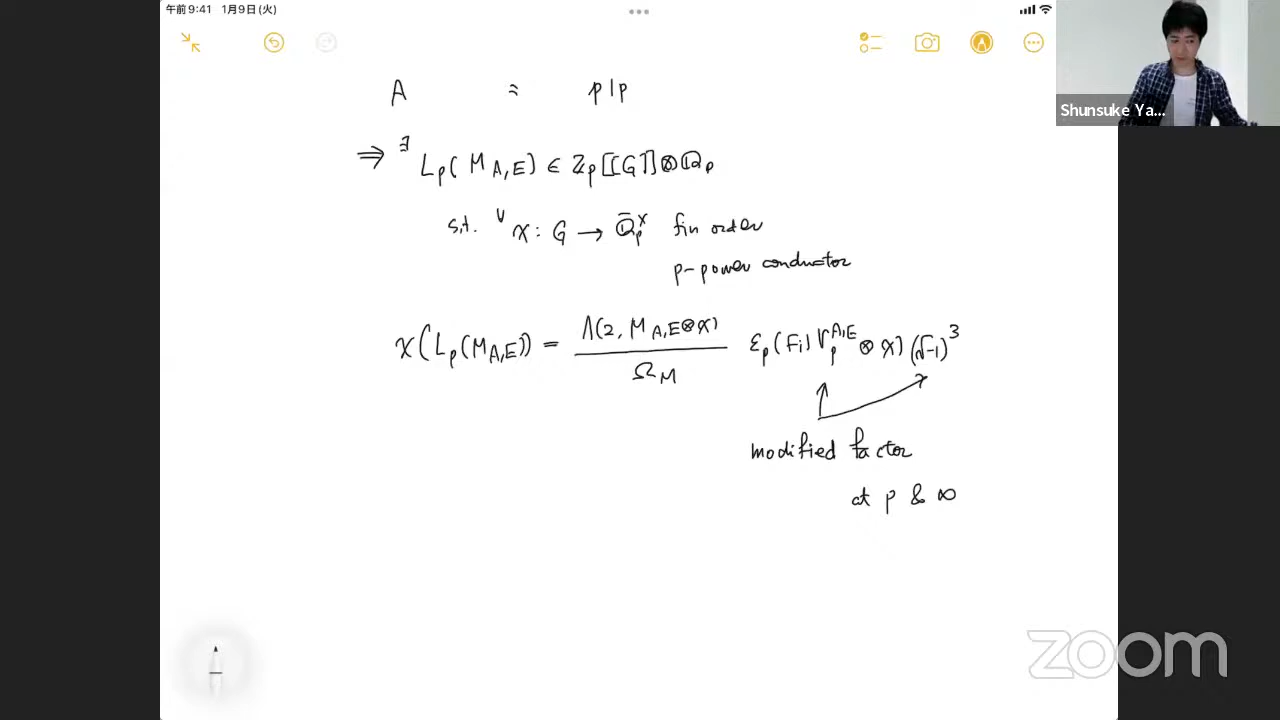 午前9:41 1月9日(火)
A = p|p
⇒ ∃ L_p(M_{A,E}) ∈ Z_p[[G]]⊗Q_p
Shunsuke Ya...
s.t. ∀ χ: G → Q̄_p^× fin order
p-power conductor
χ(L_p(M_{A,E})) = Λ(2, M_{A,E}⊗χ) / Ω_M ε_p(Fil V_p^{A,E} ⊗ χ) (√-1)^3
modified factor
at p & ∞
zoom